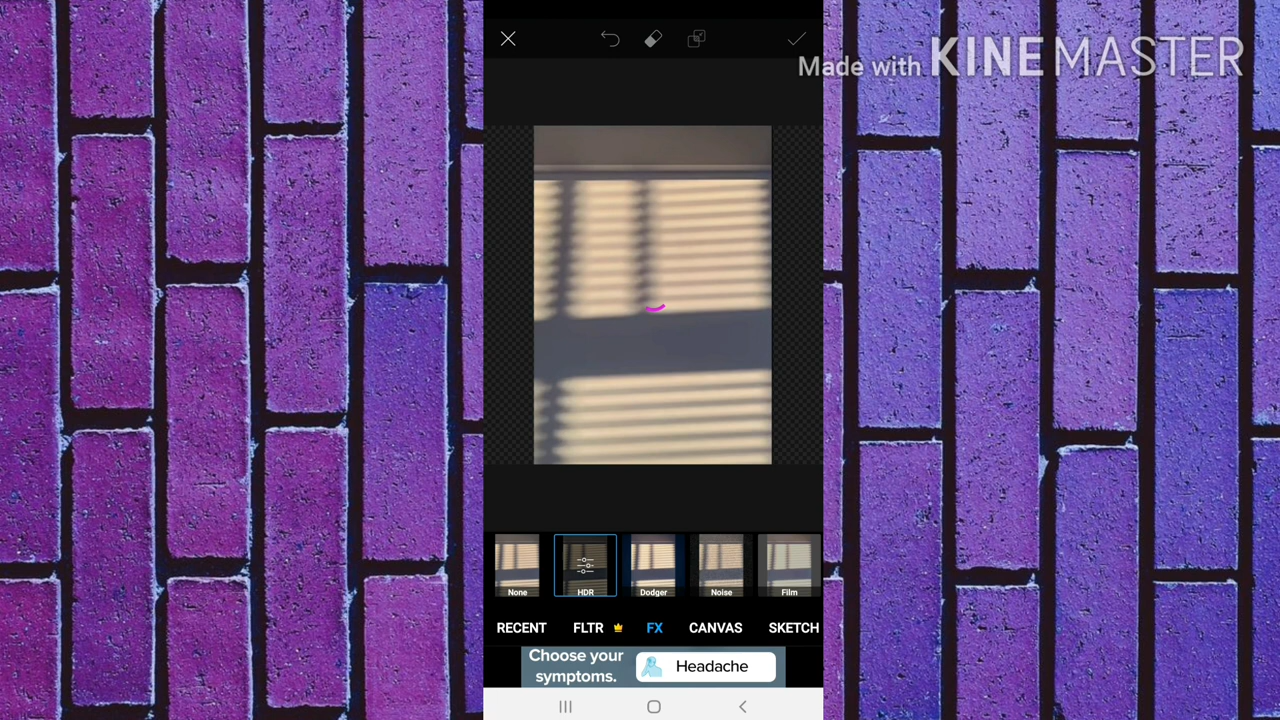 Made with KINEMASTER
None HDR Dodger Noise Film
RECENT FLTR FX CANVAS SKETCH
Choose your
symptoms.
Headache